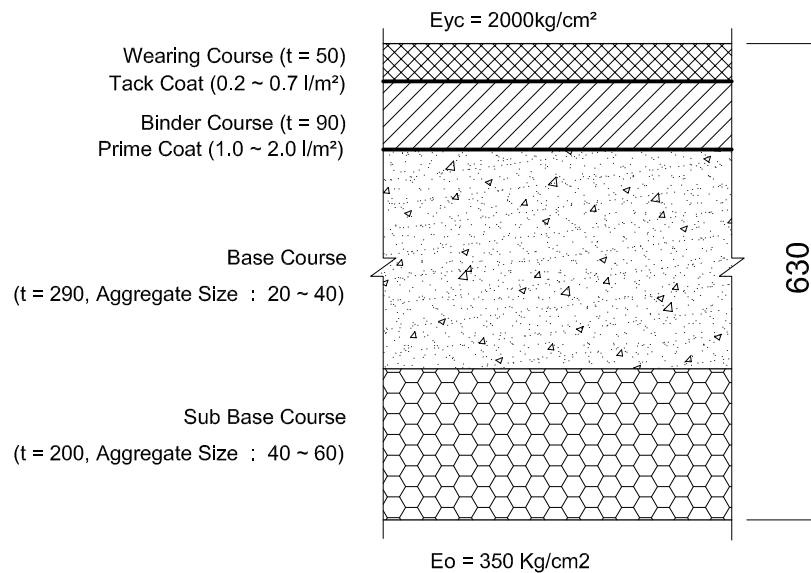 Eyc = 2000kg/cm²
Wearing Course (t = 50)
Tack Coat (0.2 ~ 0.7 l/m²)
Binder Course (t = 90)
Prime Coat (1.0 ~ 2.0 l/m²)
Base Course
(t = 290, Aggregate Size : 20 ~ 40)
630
Sub Base Course
(t = 200, Aggregate Size : 40 ~ 60)
Eo = 350 Kg/cm2